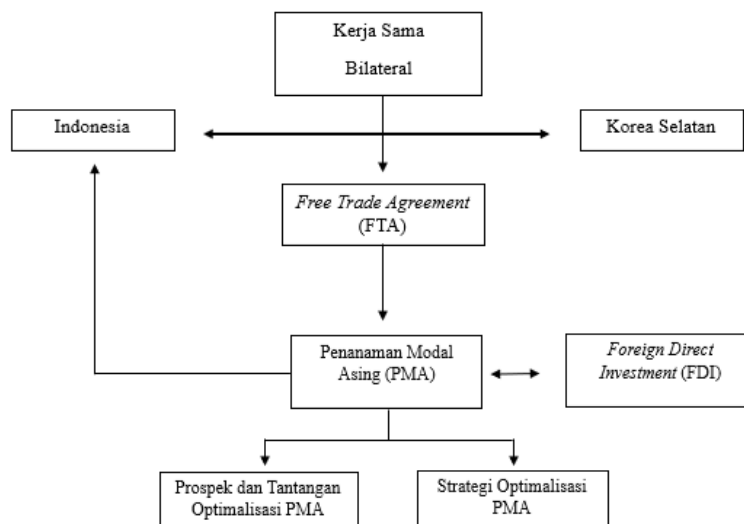 Kerja Sama
Bilateral
Indonesia
Korea Selatan
Free Trade Agreement
(FTA)
Penanaman Modal
Asing (PMA)
Foreign Direct
Investment (FDI)
Prospek dan Tantangan
Optimalisasi PMA
Strategi Optimalisasi
PMA